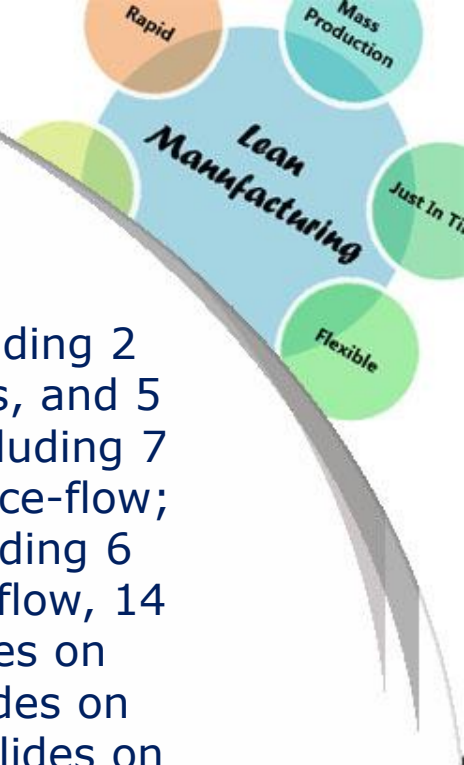 Rapid
Mass
Production
Lean
Manufacturing
Just In
Flexible
ding 2
s, and 5
luding 7
ce-flow;
ding 6
flow, 14
es on
des on
lides on